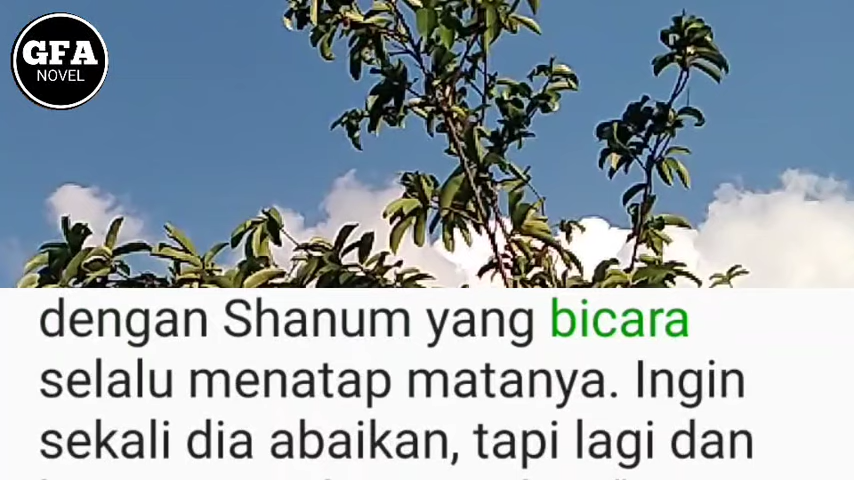 GFA
NOVEL
dengan Shanum yang bicara
selalu menatap matanya. Ingin
sekali dia abaikan, tapi lagi dan